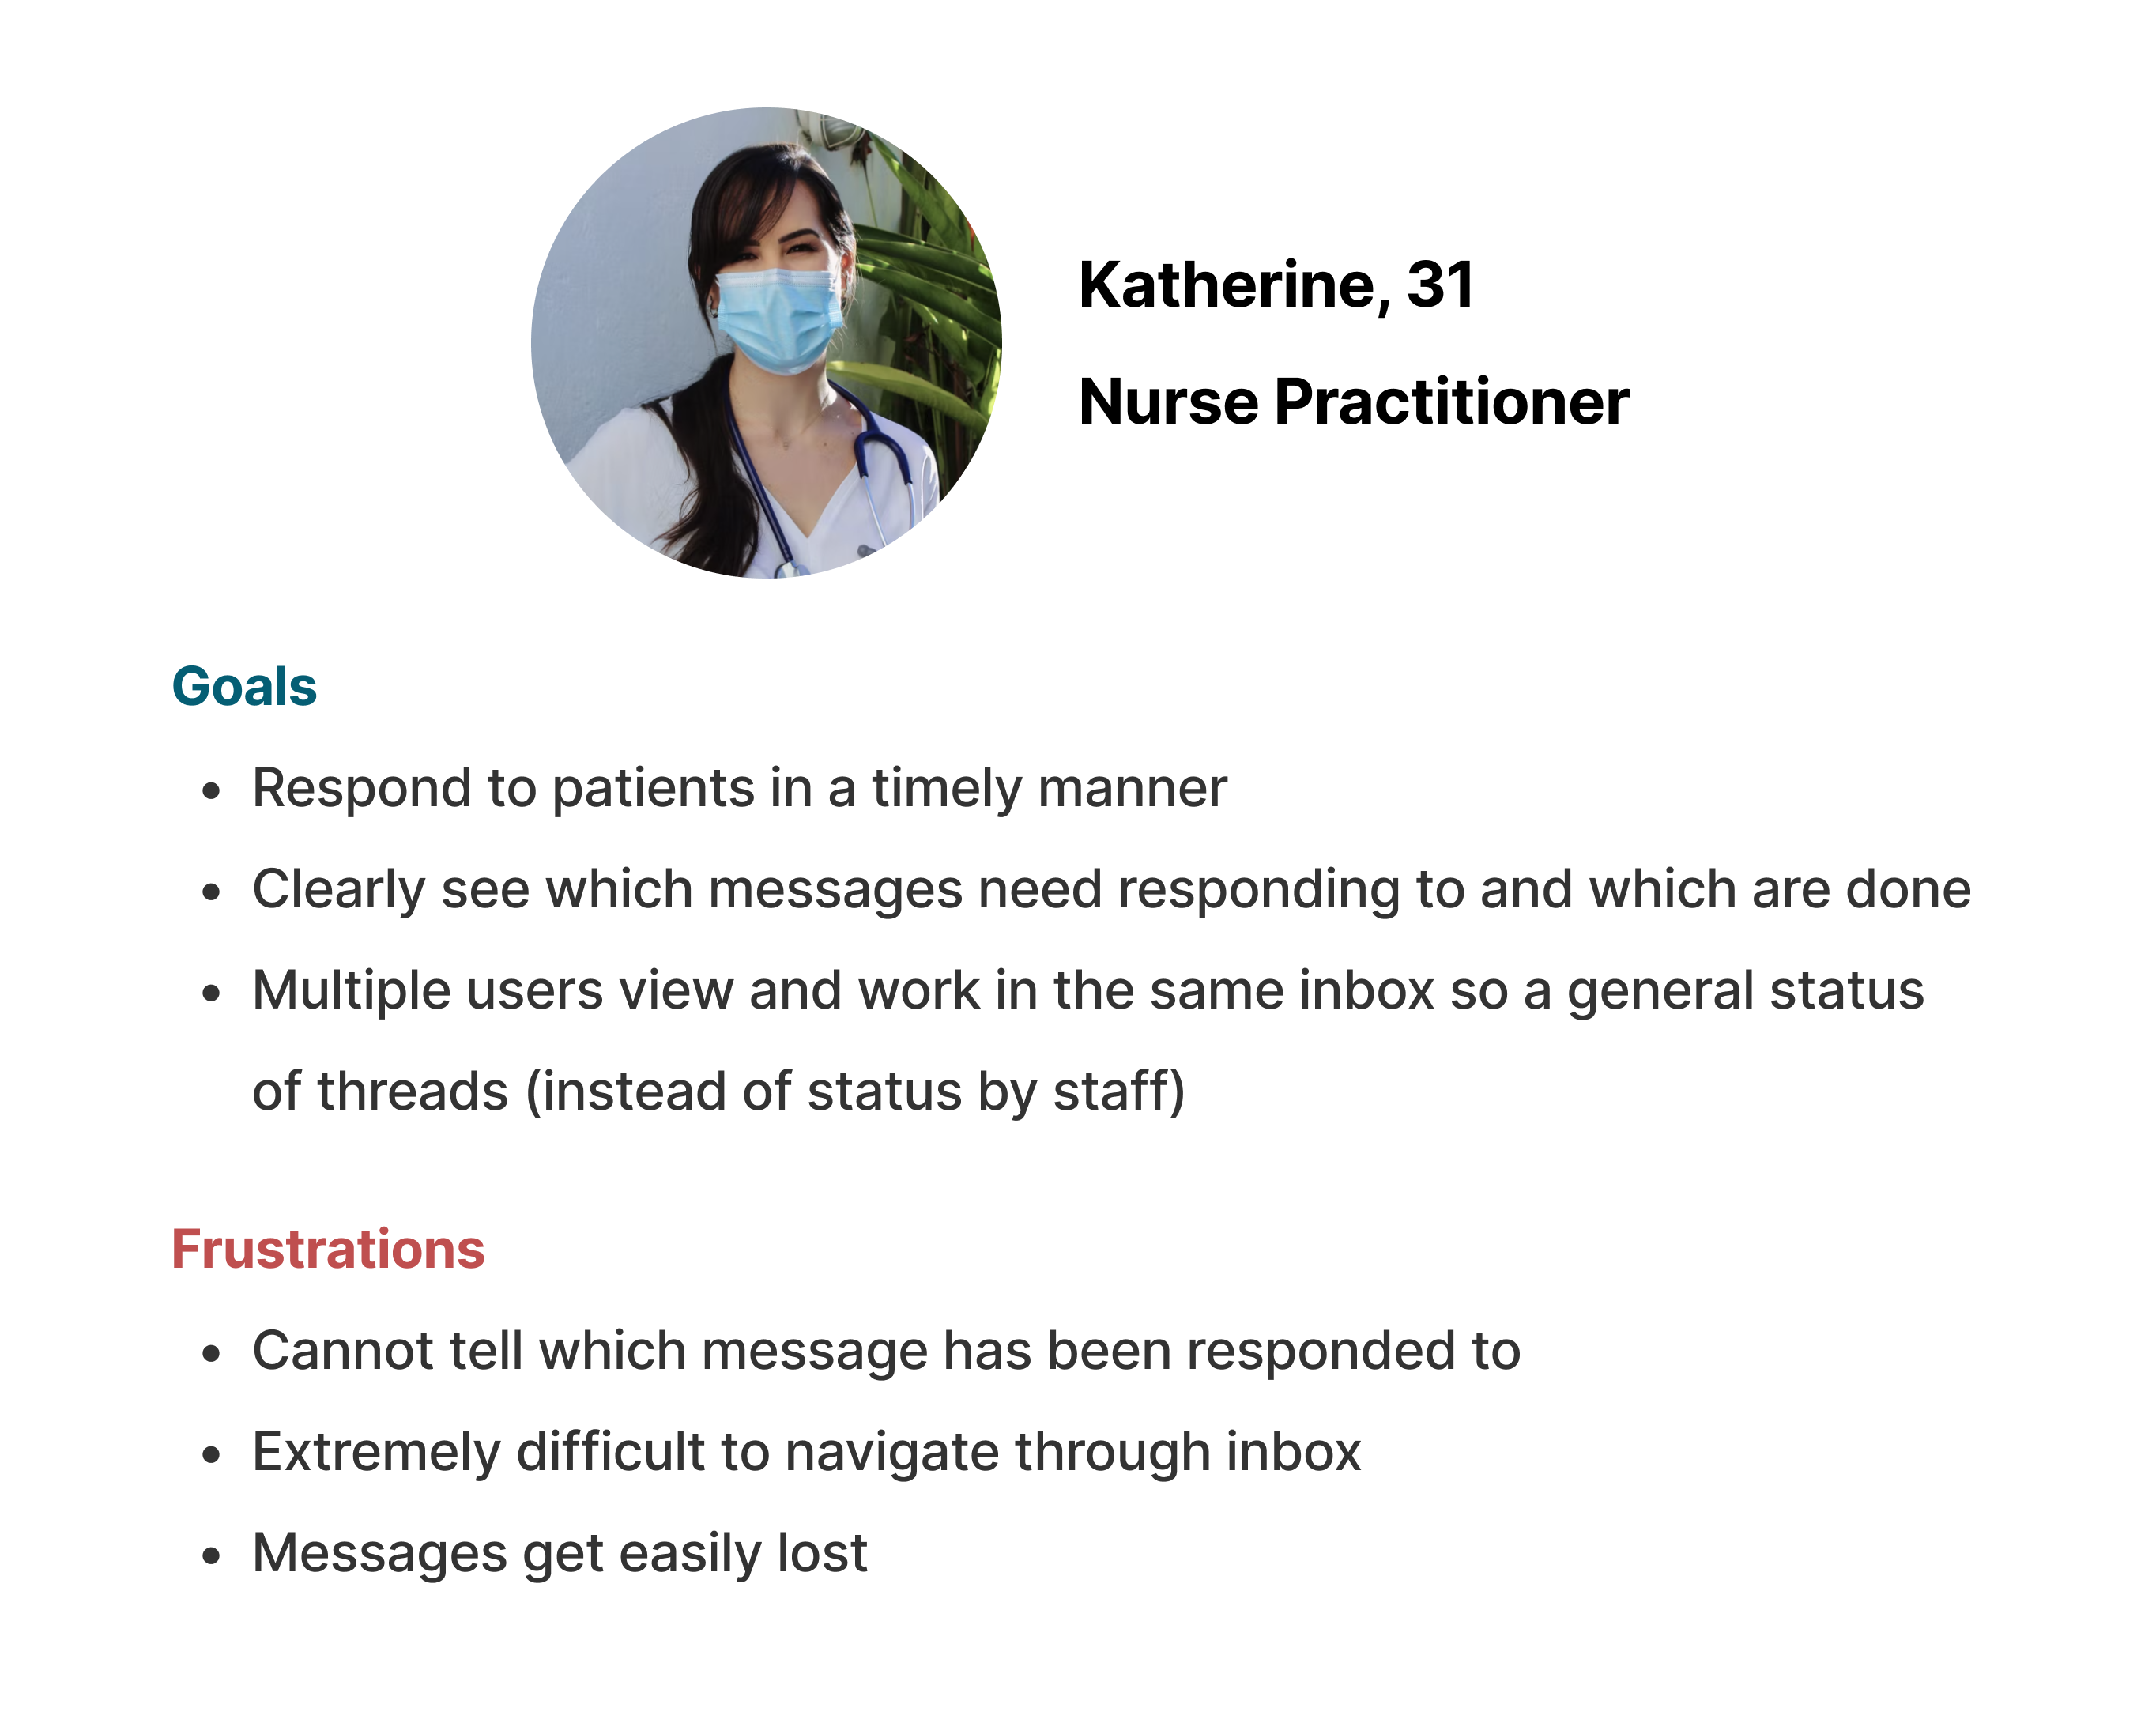 Katherine, 31
Nurse Practitioner
Goals
• Respond to patients in a timely manner
• Clearly see which messages need responding to and which are done
• Multiple users view and work in the same inbox so a general status
of threads (instead of status by staff)
Frustrations
• Cannot tell which message has been responded to
• Extremely difficult to navigate through inbox
• Messages get easily lost